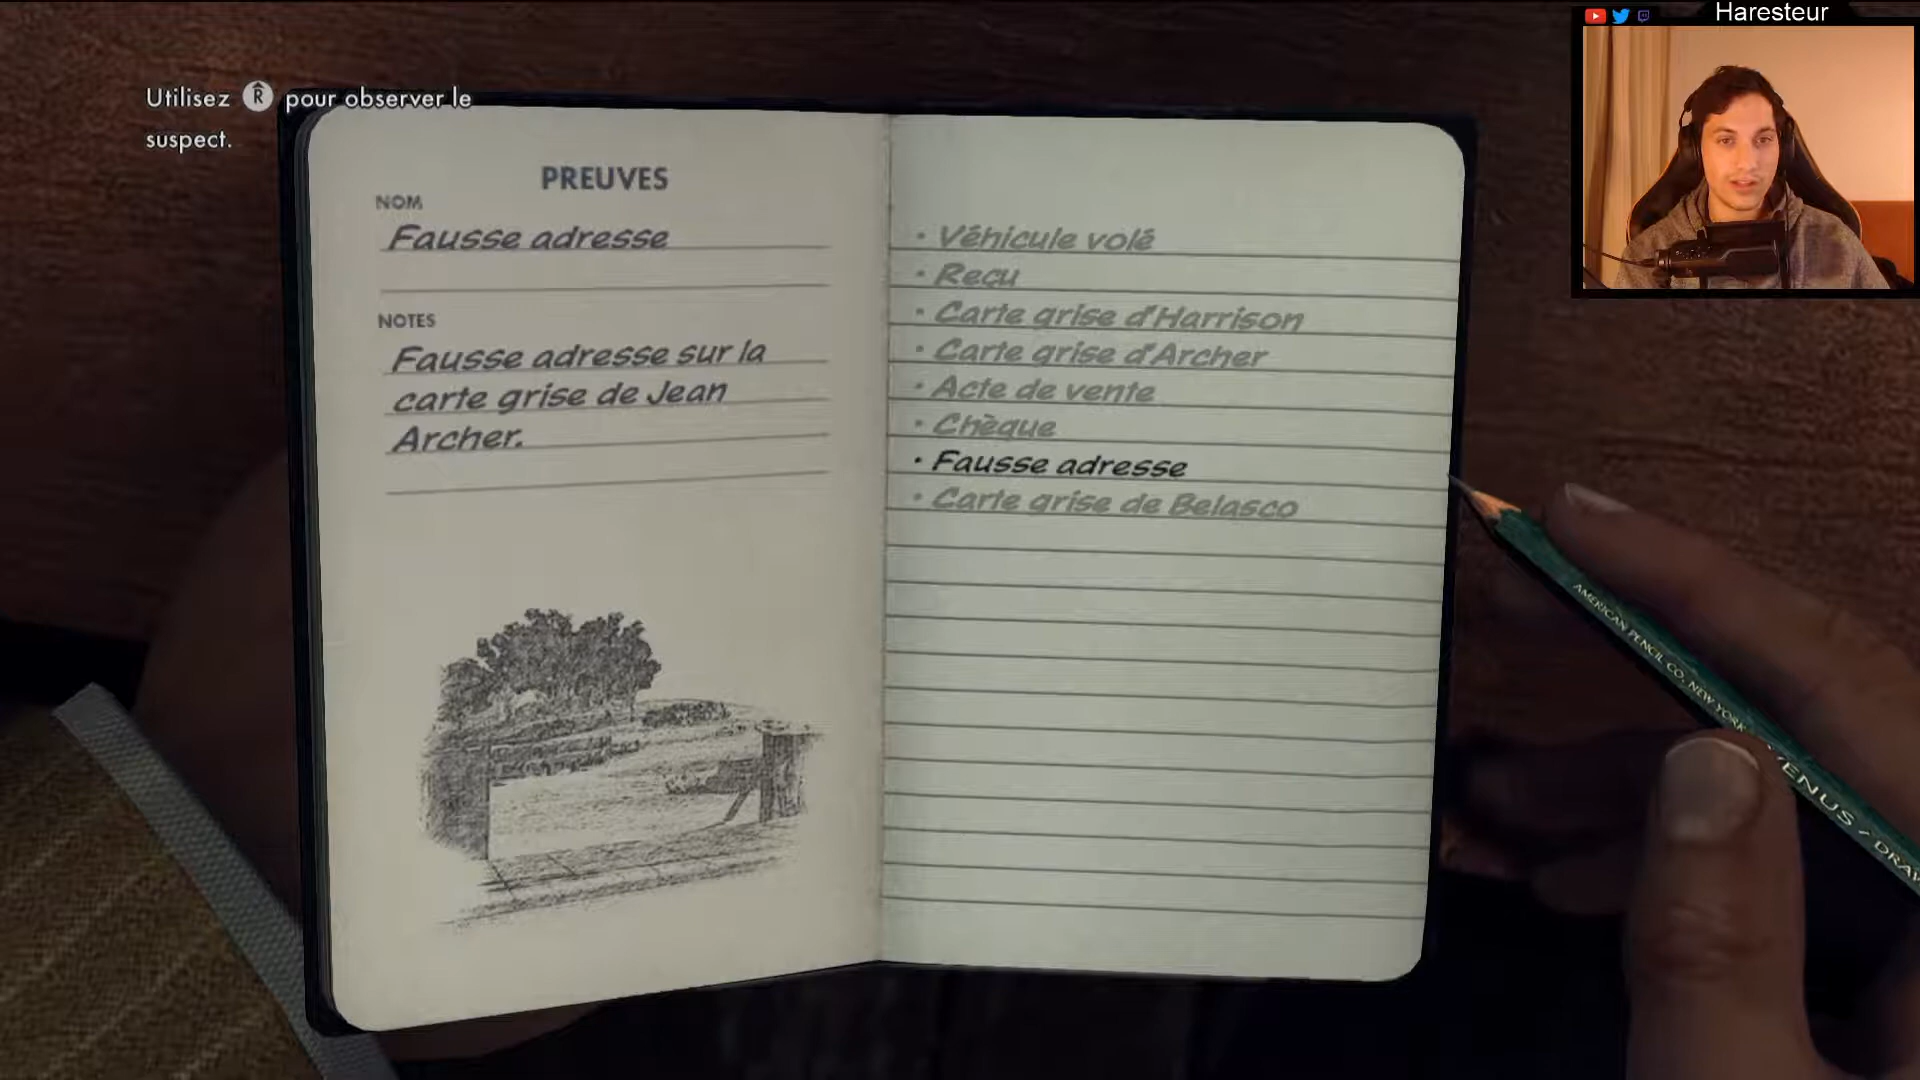 Haresteur
Utilisez R pour observer le
suspect.
PREUVES
NOM
Fausse adresse
NOTES
Fausse adresse sur la
carte grise de Jean
Archer.
• Véhicule volé
• Reçu
• Carte grise d'Harrison
• Carte grise d'Archer
• Acte de vente
• Chèque
• Fausse adresse
• Carte grise de Belasco
AMERICAN PENCIL CO. NEW YORK
VENUS